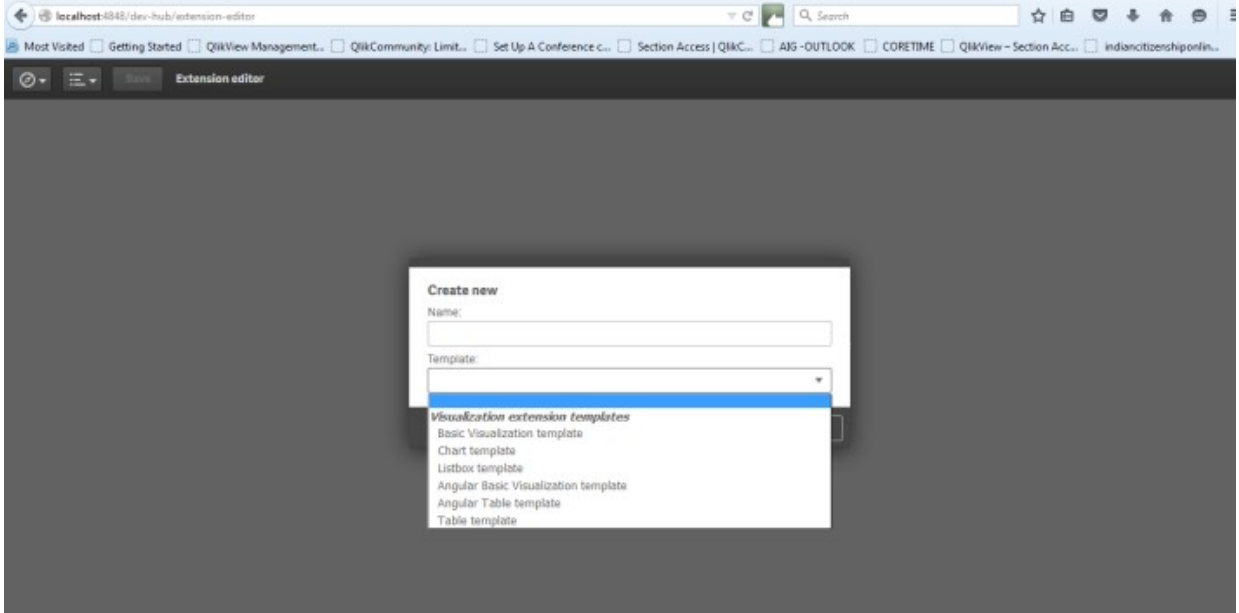 localhost:4848/dev-hub/extension-editor
Search
Most Visited Getting Started QlikView Management... QlikCommunity: Limit... Set Up A Conference c... Section Access | QlikC... AIG -OUTLOOK CORETIME QlikView – Section Acc... indiancitizenshiponlin...
Save Extension editor
Create new
Name:
Template:
Visualization extension templates
Basic Visualization template
Chart template
Listbox template
Angular Basic Visualization template
Angular Table template
Table template